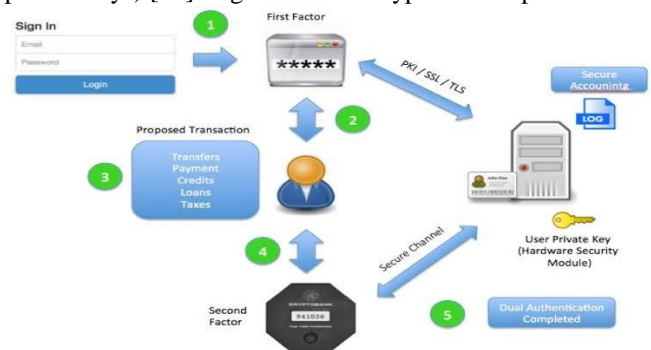 Sign In
Email
Password
Login
1
First Factor
*****
PKI / SSL / TLS
Secure
Accounintg
LOG
2
Proposed Transaction
3
Transfers
Payment
Credits
Loans
Taxes
4
User Private Key
(Hardware Security
Module)
Secure Channel
Second
Factor
941036
5
Dual Authentication
Completed